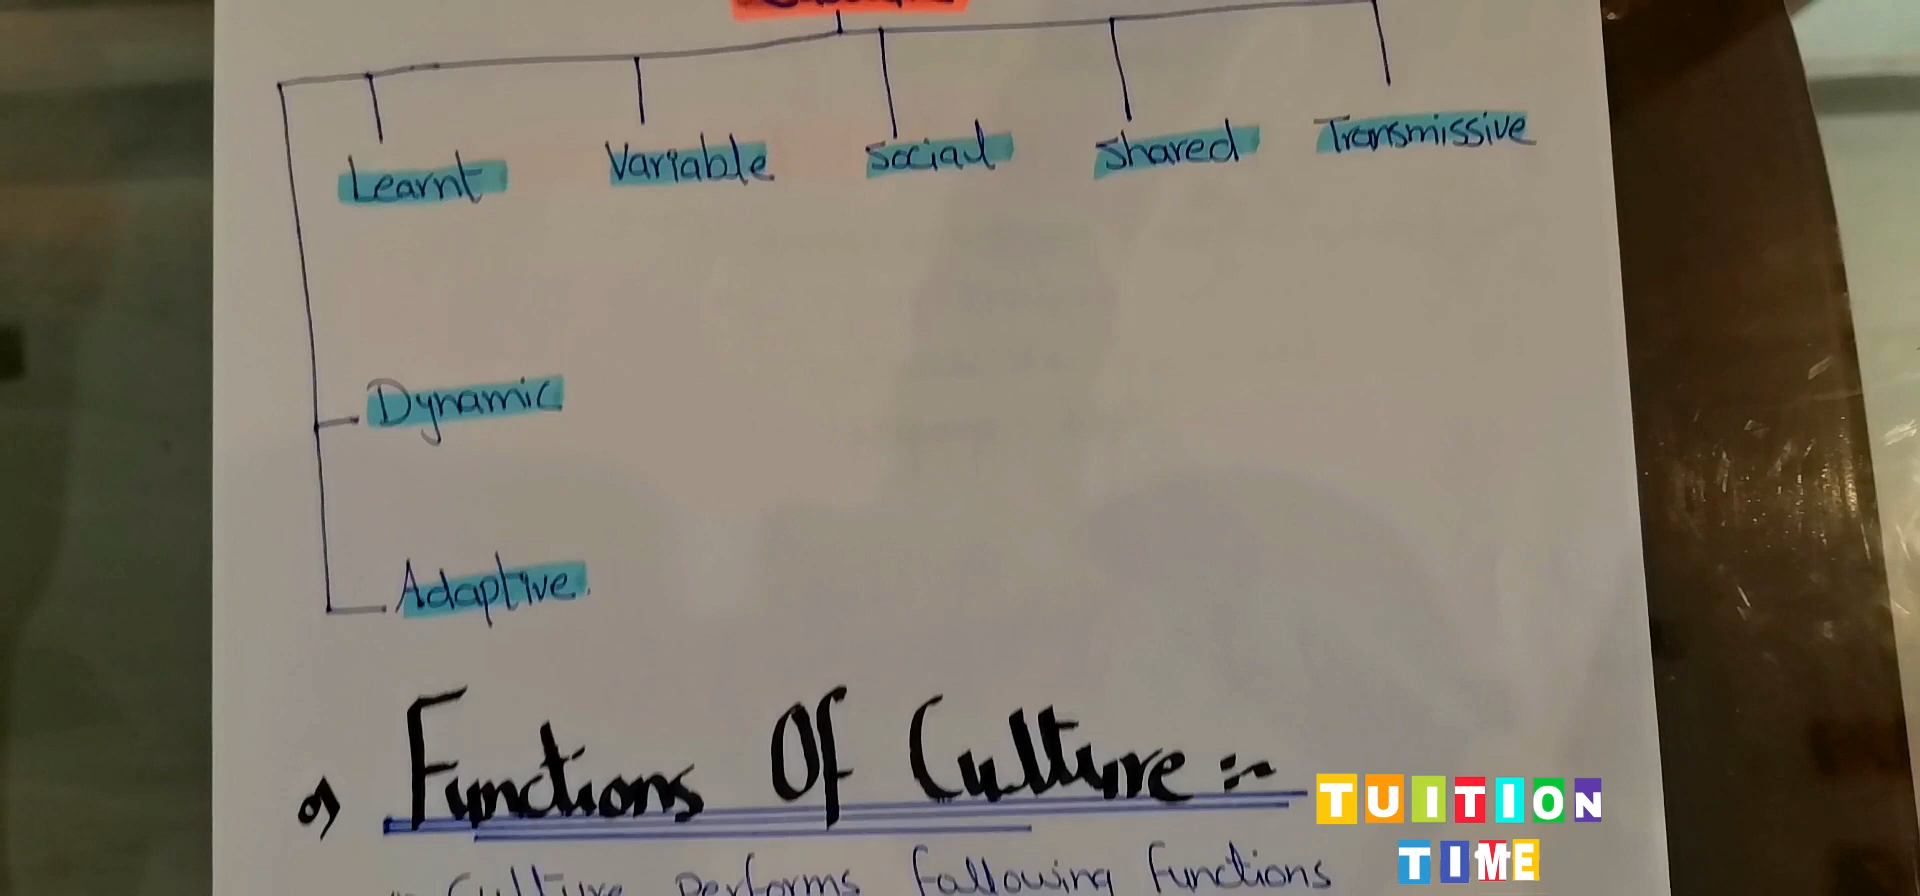 Learnt Variable Social Shared Transmissive
Dynamic
Adaptive
Functions Of Culture:-
Culture performs following functions
TUITION
TIME